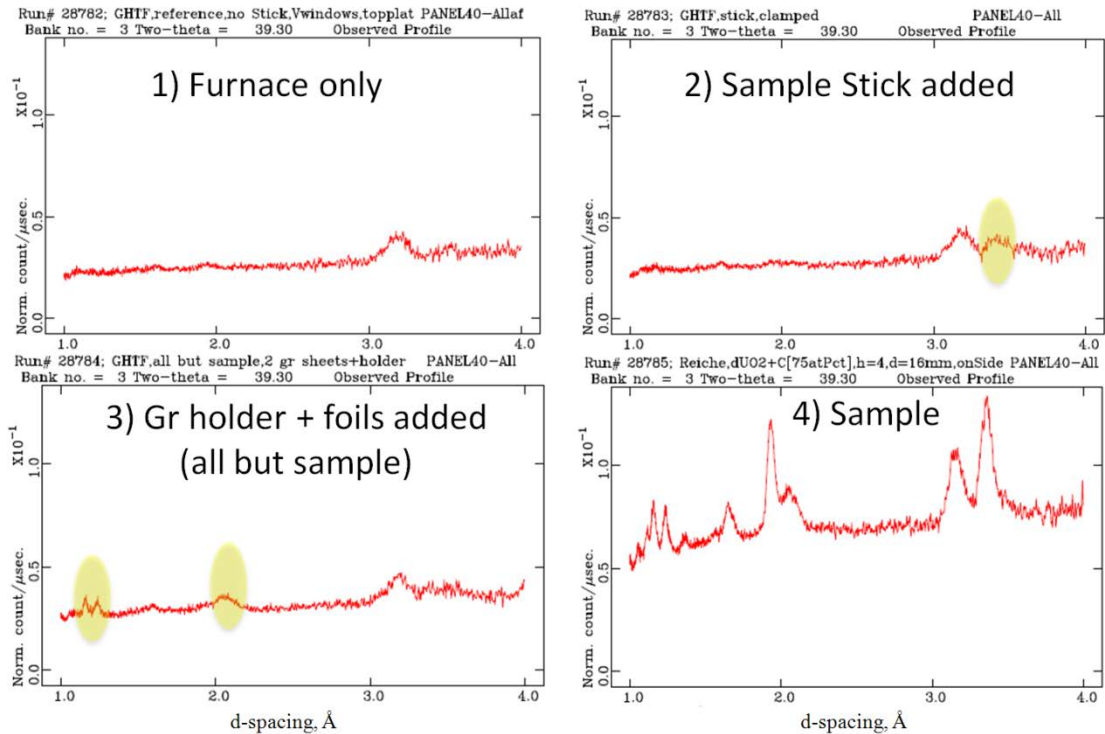 Run# 28782; GHTF,reference,no Stick,Vwindows,topplat PANEL40-Allaf
Bank no. = 3 Two-theta = 39.30 Observed Profile
1) Furnace only
X10⁻¹
1.0
0.5
0.0
Norm. count/μsec.
1.0 2.0 3.0 4.0
Run# 28783; GHTF,stick,clamped PANEL40-All
Bank no. = 3 Two-theta = 39.30 Observed Profile
2) Sample Stick added
X10⁻¹
1.0
0.5
0.0
Norm. count/μsec.
1.0 2.0 3.0 4.0
Run# 28784; GHTF,all but sample,2 gr sheets+holder PANEL40-All
Bank no. = 3 Two-theta = 39.30 Observed Profile
3) Gr holder + foils added
(all but sample)
X10⁻¹
1.0
0.5
0.0
Norm. count/μsec.
1.0 2.0 3.0 4.0
d-spacing, Å
Run# 28785; Reiche,dUO2+C[75atPct],h=4,d=16mm,onSide PANEL40-All
Bank no. = 3 Two-theta = 39.30 Observed Profile
4) Sample
X10⁻¹
1.0
0.5
0.0
Norm. count/μsec.
1.0 2.0 3.0 4.0
d-spacing, Å